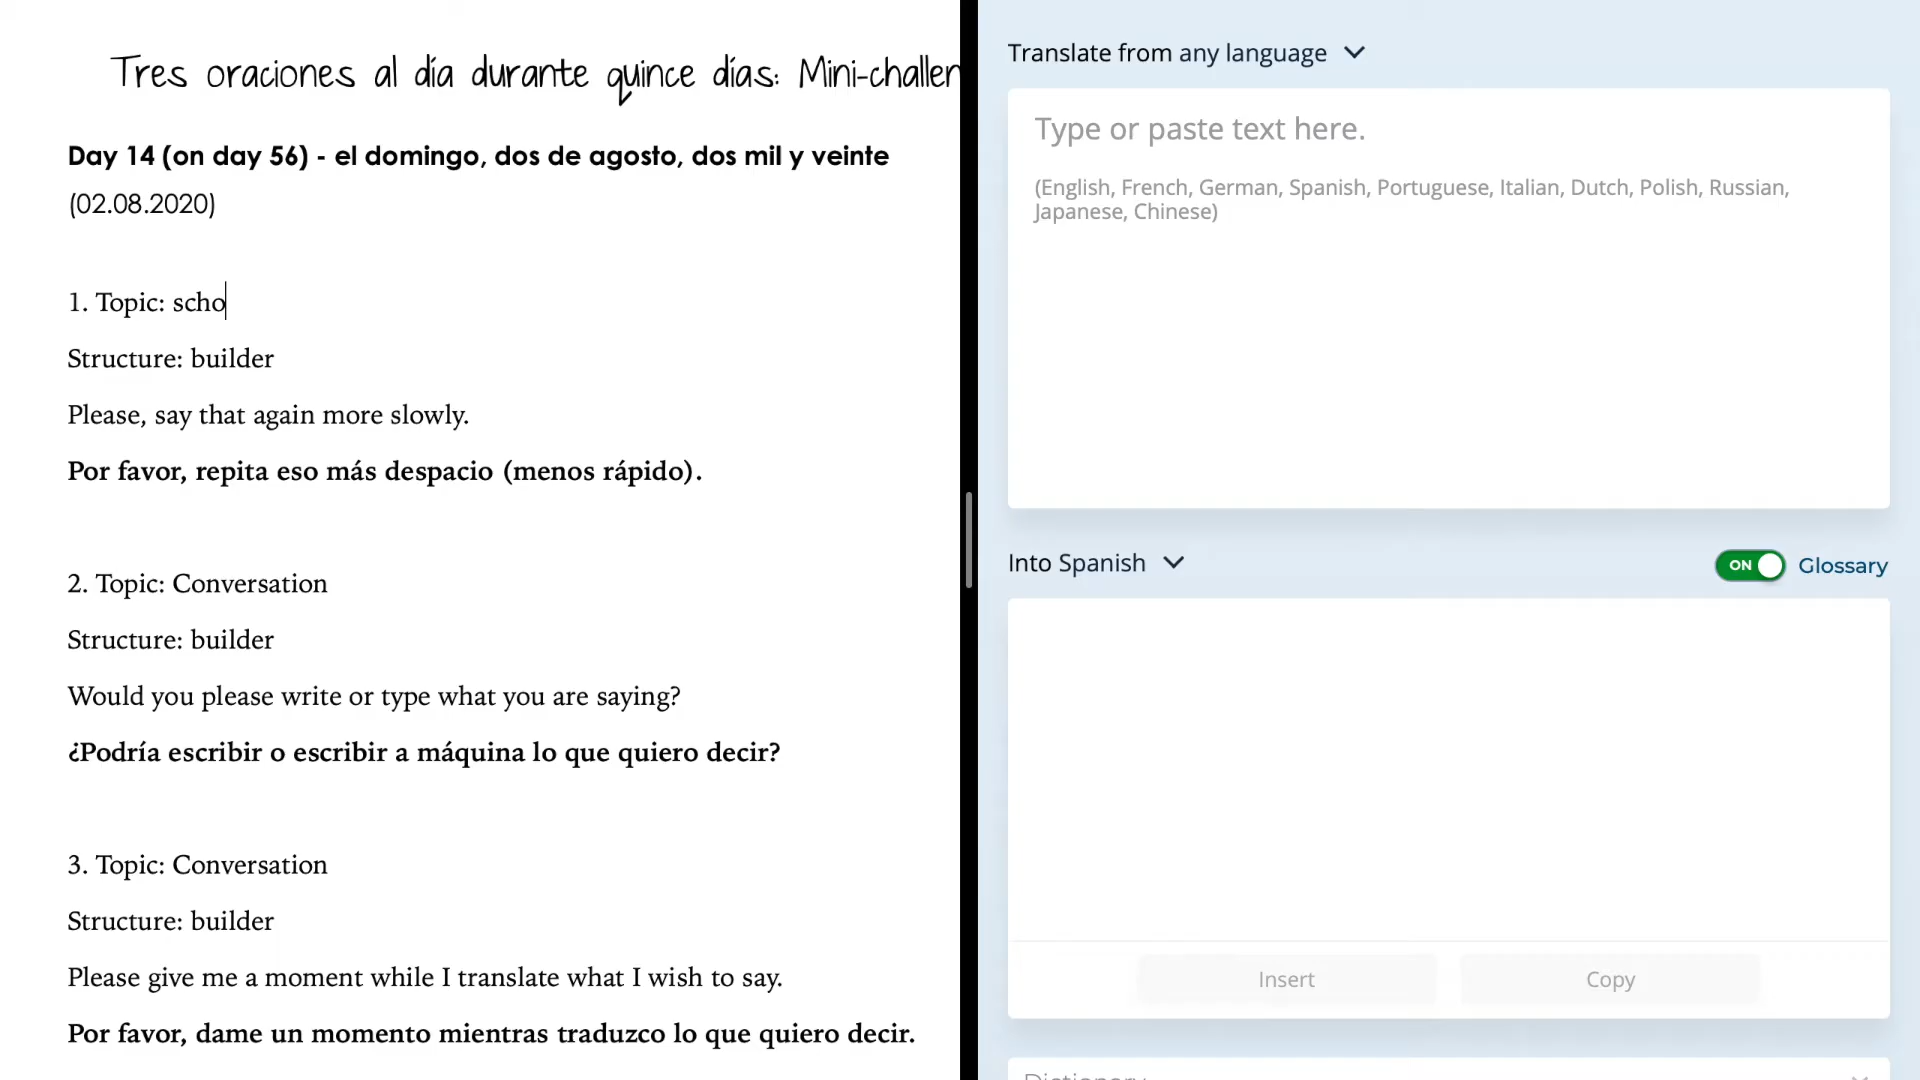 Tres oraciones al día durante quince días: Mini-challen
Day 14 (on day 56) - el domingo, dos de agosto, dos mil y veinte
(02.08.2020)
1. Topic: scho
Structure: builder
Please, say that again more slowly.
Por favor, repita eso más despacio (menos rápido).
2. Topic: Conversation
Structure: builder
Would you please write or type what you are saying?
¿Podría escribir o escribir a máquina lo que quiero decir?
3. Topic: Conversation
Structure: builder
Please give me a moment while I translate what I wish to say.
Por favor, dame un momento mientras traduzco lo que quiero decir.
Translate from any language
Type or paste text here.
(English, French, German, Spanish, Portuguese, Italian, Dutch, Polish, Russian,
Japanese, Chinese)
Into Spanish
ON Glossary
Insert Copy
Dictionary